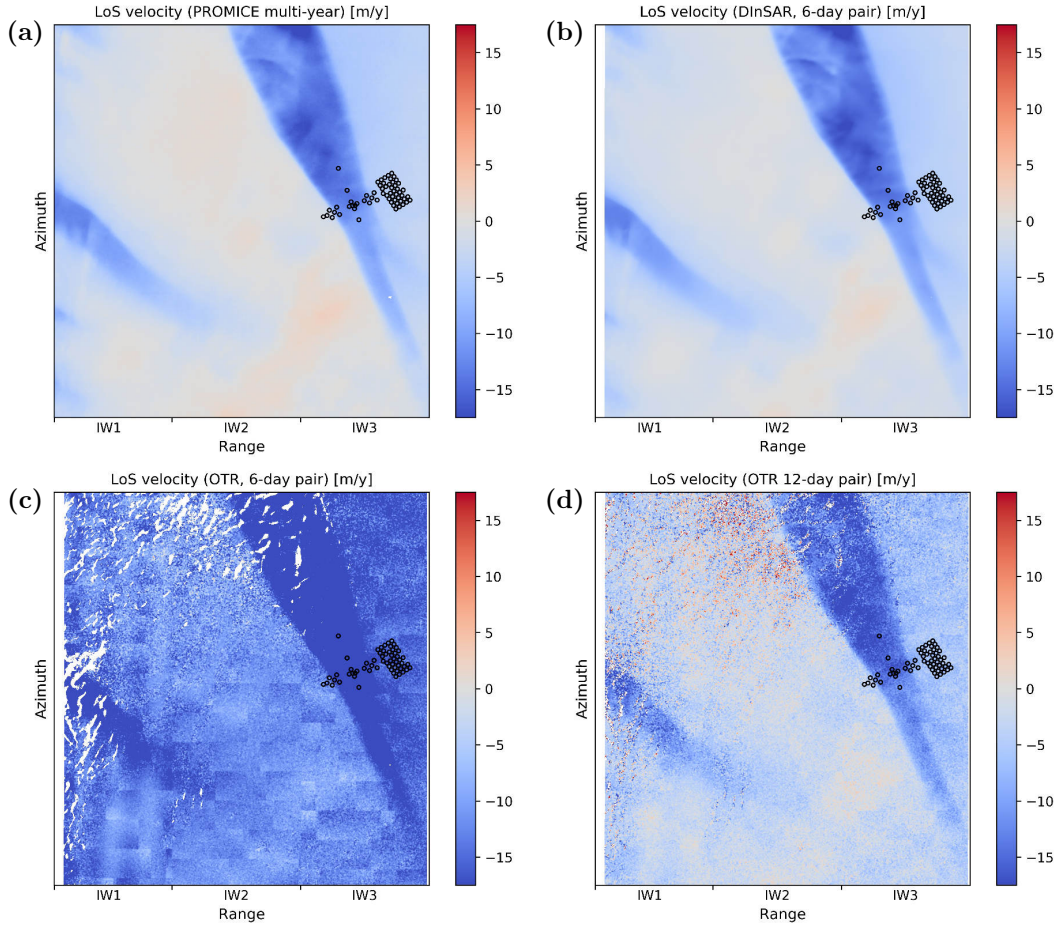 (a)
LoS velocity (PROMICE multi-year) [m/y]
Azimuth
IW1 IW2 IW3
Range
15
10
5
0
−5
−10
−15
(b)
LoS velocity (DInSAR, 6-day pair) [m/y]
Azimuth
IW1 IW2 IW3
Range
15
10
5
0
−5
−10
−15
(c)
LoS velocity (OTR, 6-day pair) [m/y]
Azimuth
IW1 IW2 IW3
Range
15
10
5
0
−5
−10
−15
(d)
LoS velocity (OTR 12-day pair) [m/y]
Azimuth
IW1 IW2 IW3
Range
15
10
5
0
−5
−10
−15